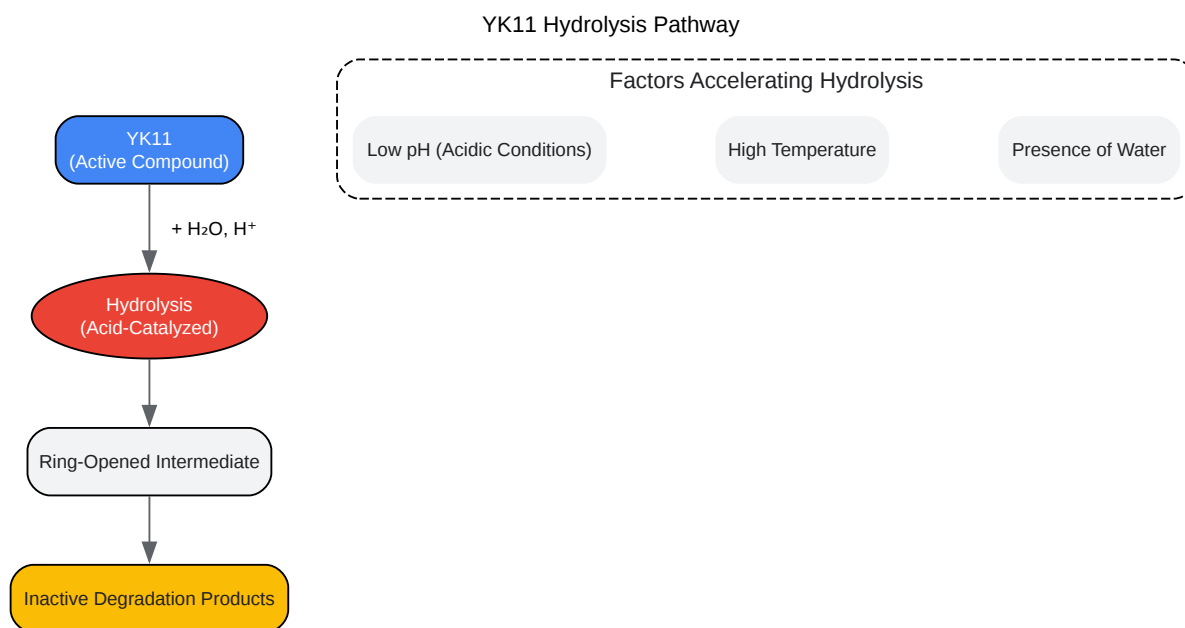 YK11 Hydrolysis Pathway
Factors Accelerating Hydrolysis
Low pH (Acidic Conditions)
High Temperature
Presence of Water
YK11
(Active Compound)
+ H₂O, H⁺
Hydrolysis
(Acid-Catalyzed)
Ring-Opened Intermediate
Inactive Degradation Products